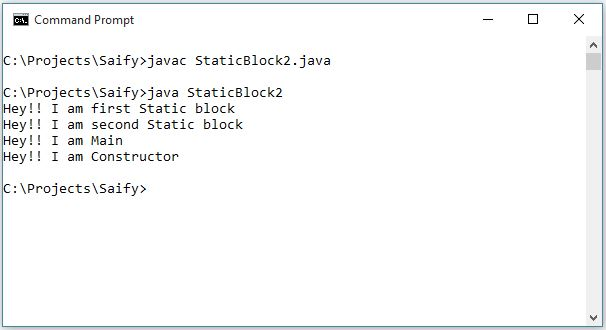 Command Prompt
C:\Projects\Saify>javac StaticBlock2.java
C:\Projects\Saify>java StaticBlock2
Hey!! I am first Static block
Hey!! I am second Static block
Hey!! I am Main
Hey!! I am Constructor
C:\Projects\Saify>